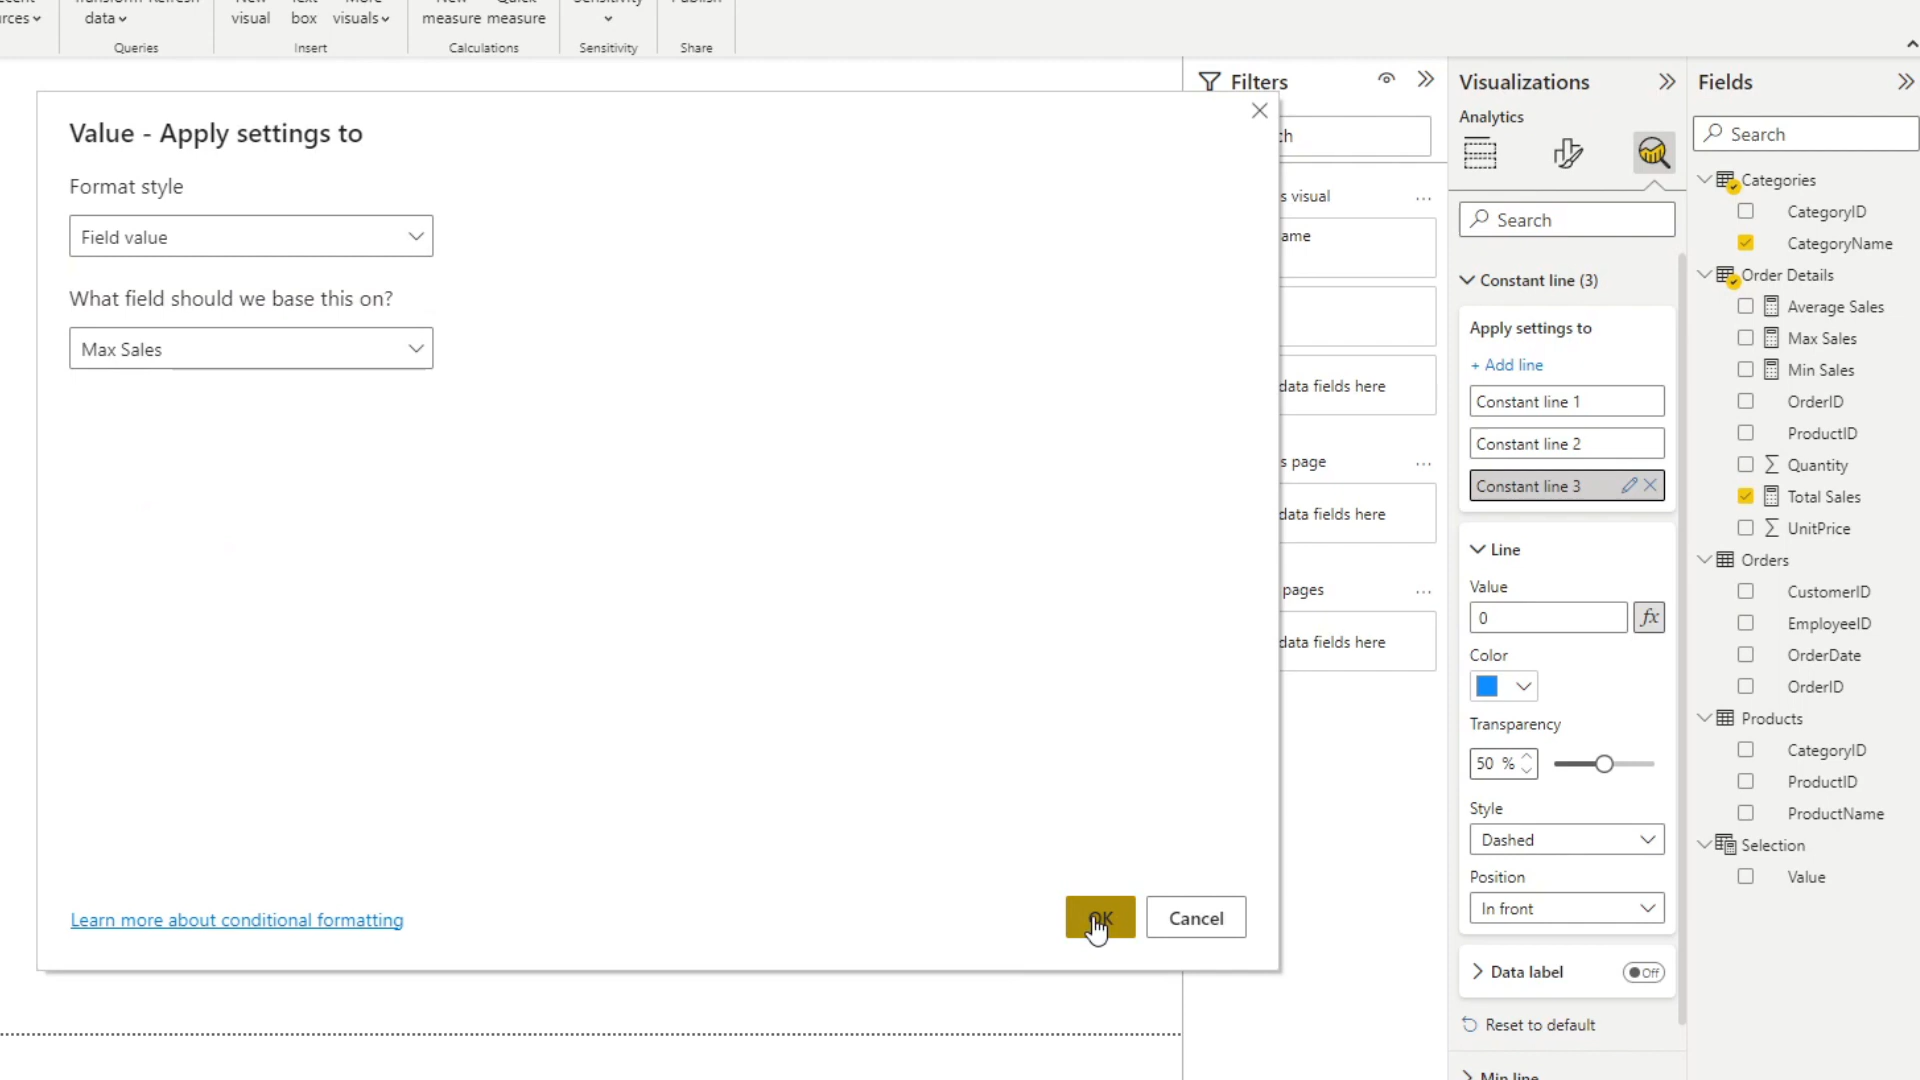 data
Queries
visual
box
visuals
Insert
measure
measure
Calculations
Sensitivity
Share
Value - Apply settings to
Format style
Field value
What field should we base this on?
Max Sales
Learn more about conditional formatting
OK
Cancel
Filters
s visual
...
data fields here
s page
...
data fields here
pages
...
data fields here
Visualizations
Analytics
Search
Constant line (3)
Apply settings to
+ Add line
Constant line 1
Constant line 2
Constant line 3
Line
Value
0
fx
Color
Transparency
50 %
Style
Dashed
Position
In front
Data label
Off
Reset to default
Min line
Fields
Search
Categories
CategoryID
CategoryName
Order Details
Average Sales
Max Sales
Min Sales
OrderID
ProductID
Σ Quantity
Total Sales
Σ UnitPrice
Orders
CustomerID
EmployeeID
OrderDate
OrderID
Products
CategoryID
ProductID
ProductName
Selection
Value